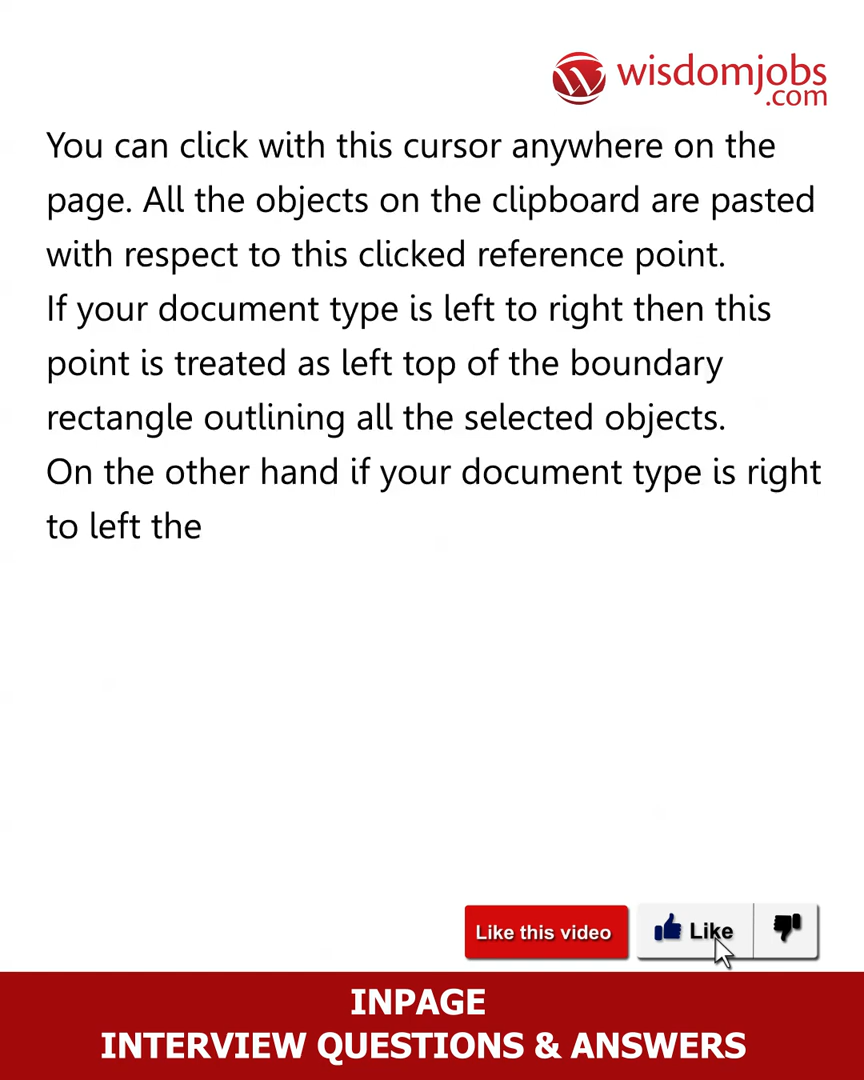 wisdomjobs
.com
You can click with this cursor anywhere on the
page. All the objects on the clipboard are pasted
with respect to this clicked reference point.
If your document type is left to right then this
point is treated as left top of the boundary
rectangle outlining all the selected objects.
On the other hand if your document type is right
to left the
Like this video
Like
INPAGE
INTERVIEW QUESTIONS & ANSWERS